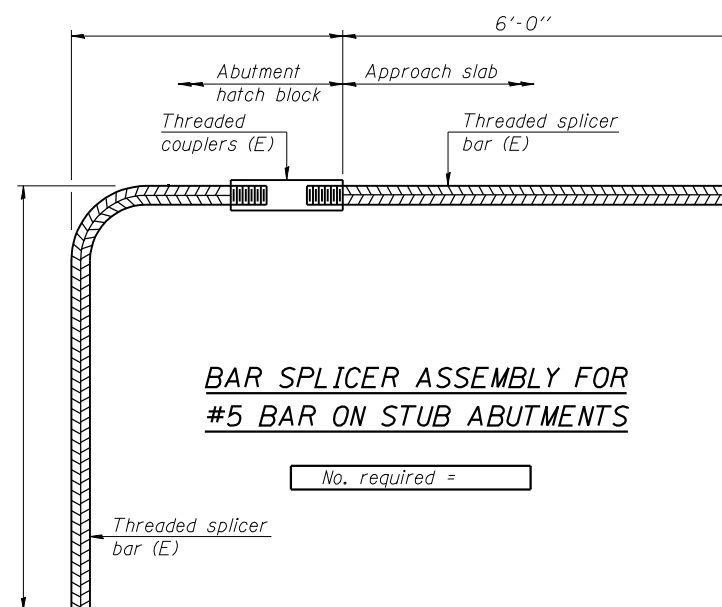 6'-0"
Abutment
hatch block
Approach slab
Threaded
couplers (E)
Threaded splicer
bar (E)
BAR SPLICER ASSEMBLY FOR
#5 BAR ON STUB ABUTMENTS
No. required =
Threaded splicer
bar (E)